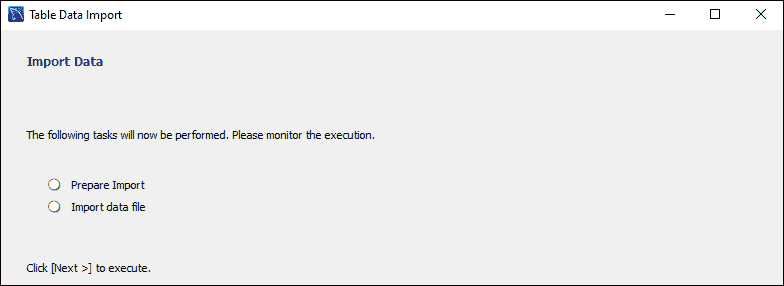 Table Data Import
Import Data
The following tasks will now be performed. Please monitor the execution.
Prepare Import
Import data file
Click [Next >] to execute.